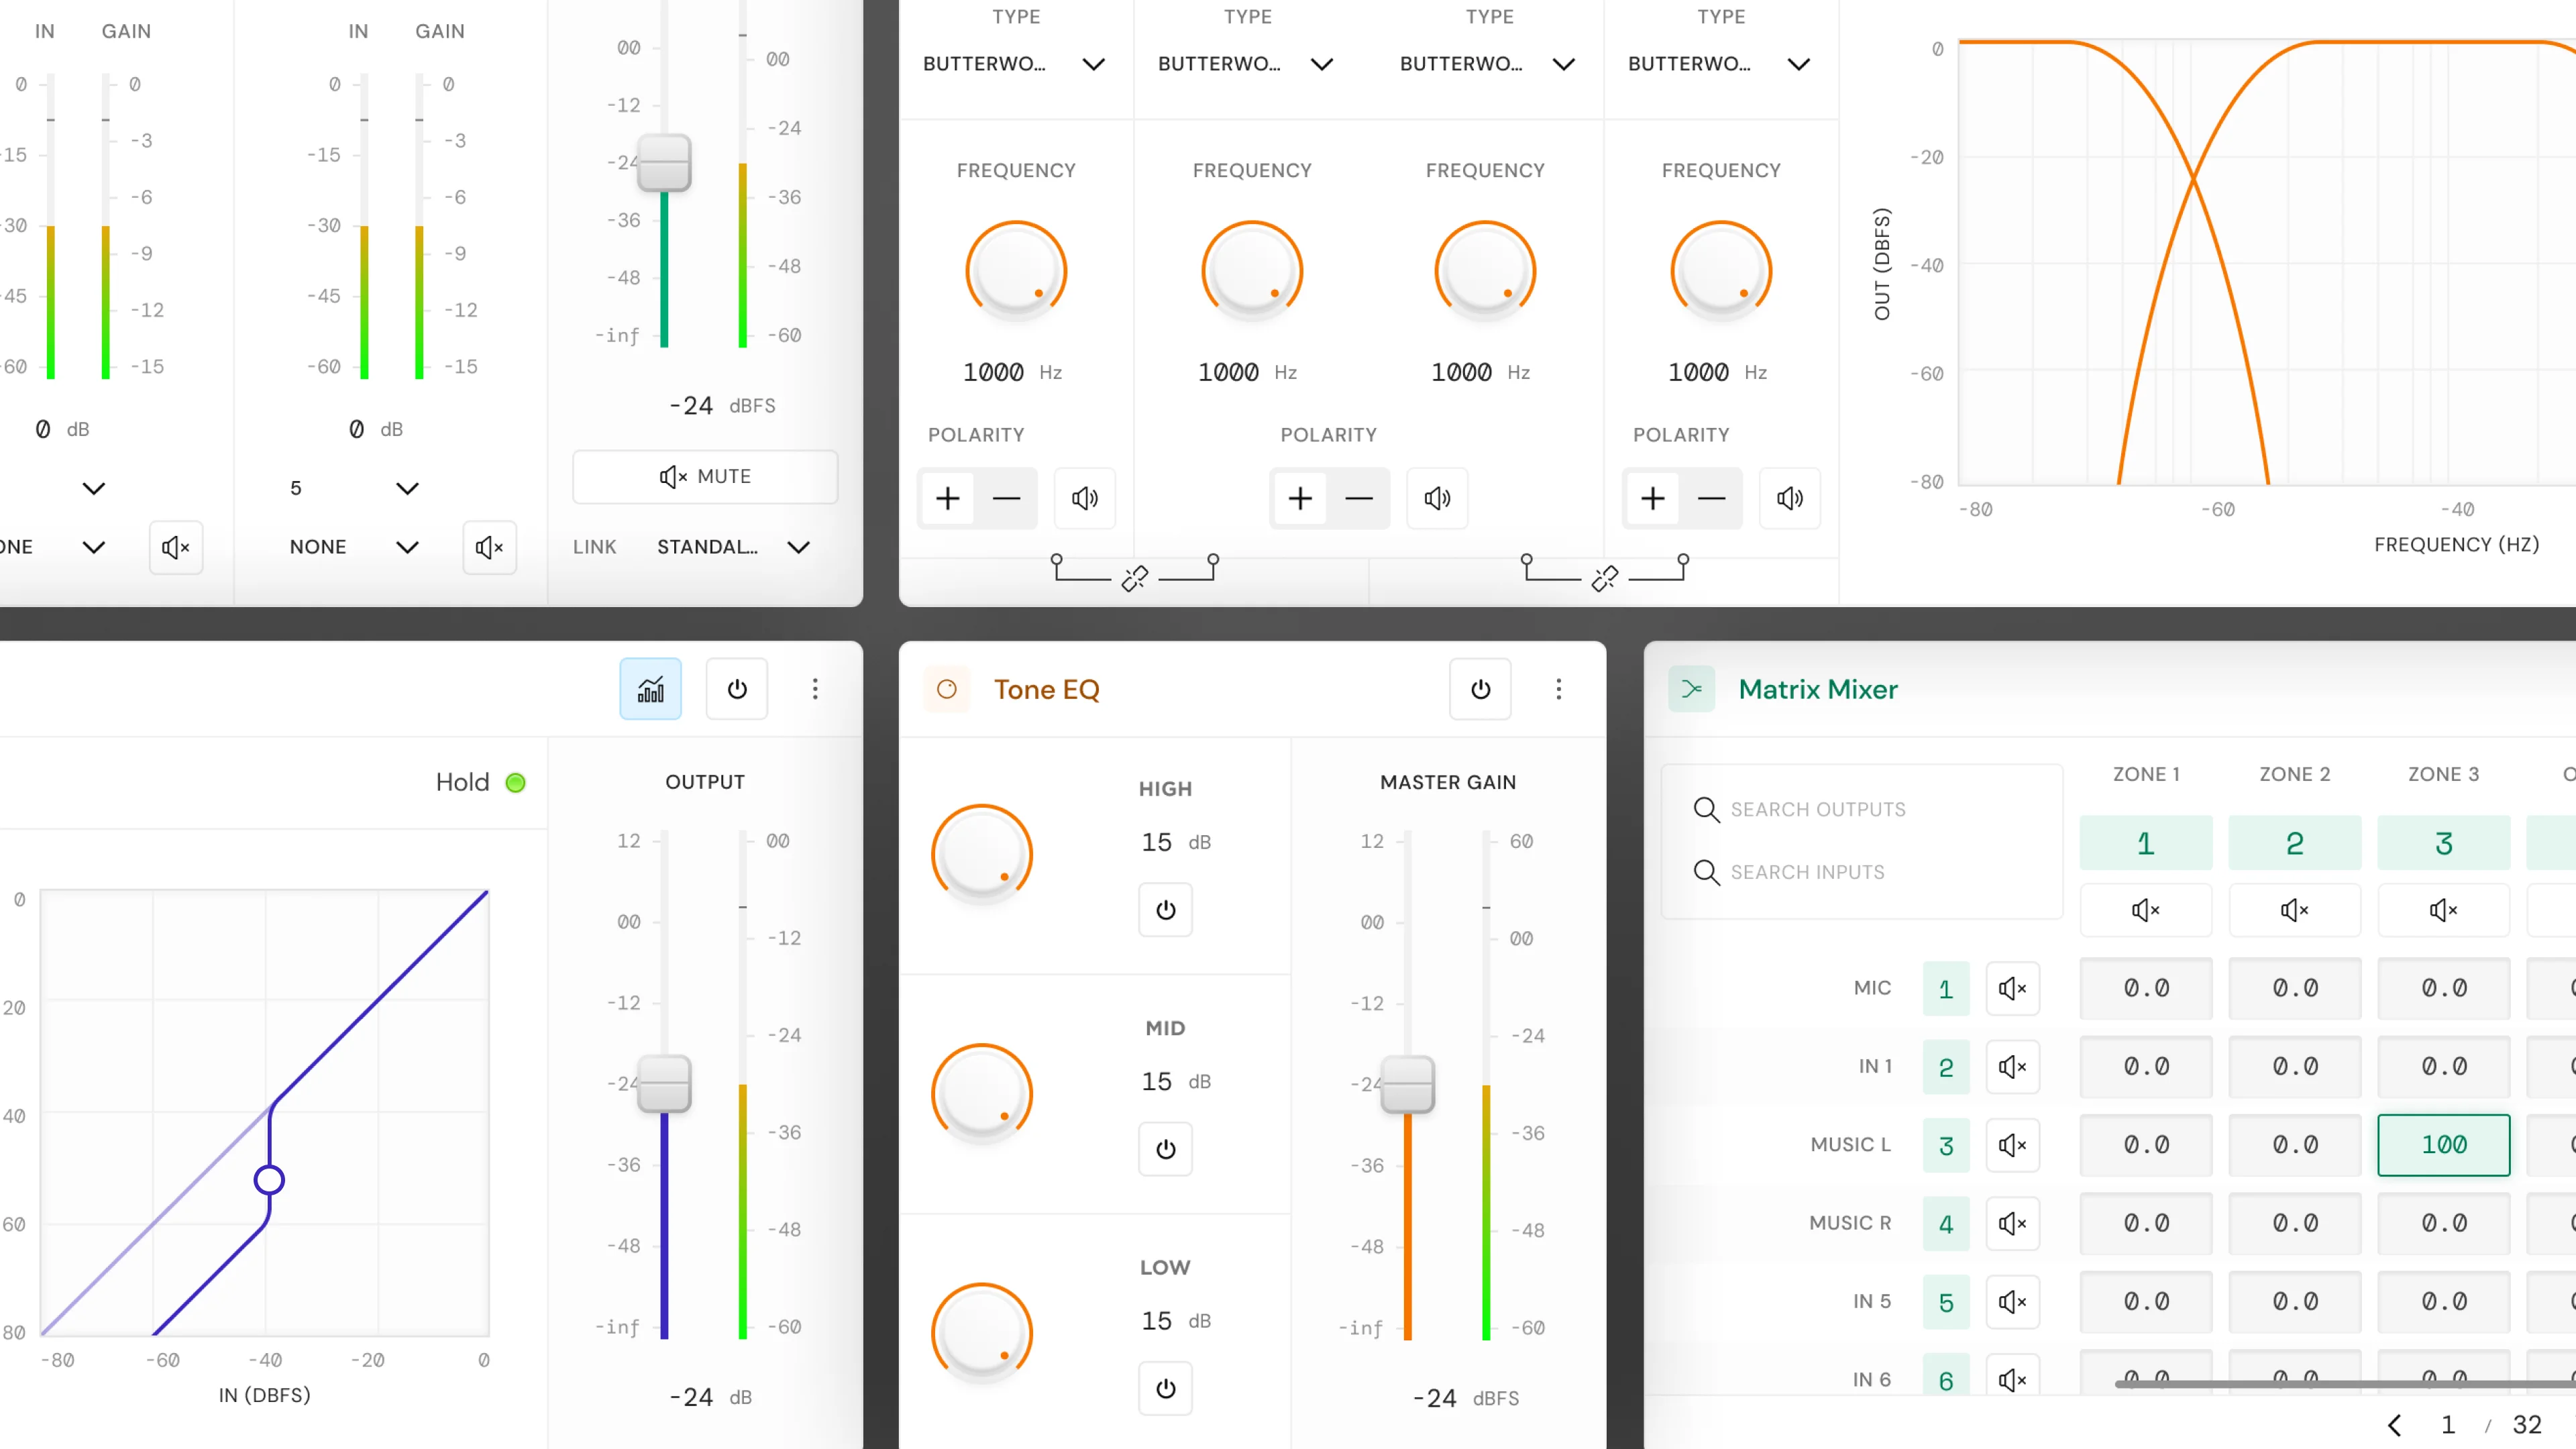 IN GAIN IN GAIN
0 0 0 0
-3 -3
-15 -15
-6 -6
-30 -30
-9 -9
-45 -45
-12 -12
-60 -15 -60 -15
0 dB 0 dB
5
NONE
00 00
-12
-24
-24
-36
-36
-48
-48
-inf -60
-24 dBFS
MUTE
LINK STANDAL...
TYPE TYPE TYPE TYPE
BUTTERWO... BUTTERWO... BUTTERWO... BUTTERWO...
FREQUENCY FREQUENCY FREQUENCY FREQUENCY
1000 Hz 1000 Hz 1000 Hz 1000 Hz
POLARITY POLARITY POLARITY
+ — + — + —
OUT (DBFS)
0
-20
-40
-60
-80
-80 -60 -40
FREQUENCY (HZ)
Hold
0
20
40
60
80
-80 -60 -40 -20 0
IN (DBFS)
OUTPUT
12 00
00
-12
-12
-24
-24
-36
-36
-48
-48
-inf -60
-24 dB
Tone EQ
HIGH
15 dB
MID
15 dB
LOW
15 dB
MASTER GAIN
12 60
00 00
-12
-24
-24
-36
-36
-48
-48
-inf -60
-24 dBFS
Matrix Mixer
SEARCH OUTPUTS
SEARCH INPUTS
ZONE 1 ZONE 2 ZONE 3
1 2 3
MIC 1 0.0 0.0 0.0
IN 1 2 0.0 0.0 0.0
MUSIC L 3 0.0 0.0 100
MUSIC R 4 0.0 0.0 0.0
IN 5 5 0.0 0.0 0.0
IN 6 6 0.0 0.0 0.0
1 / 32